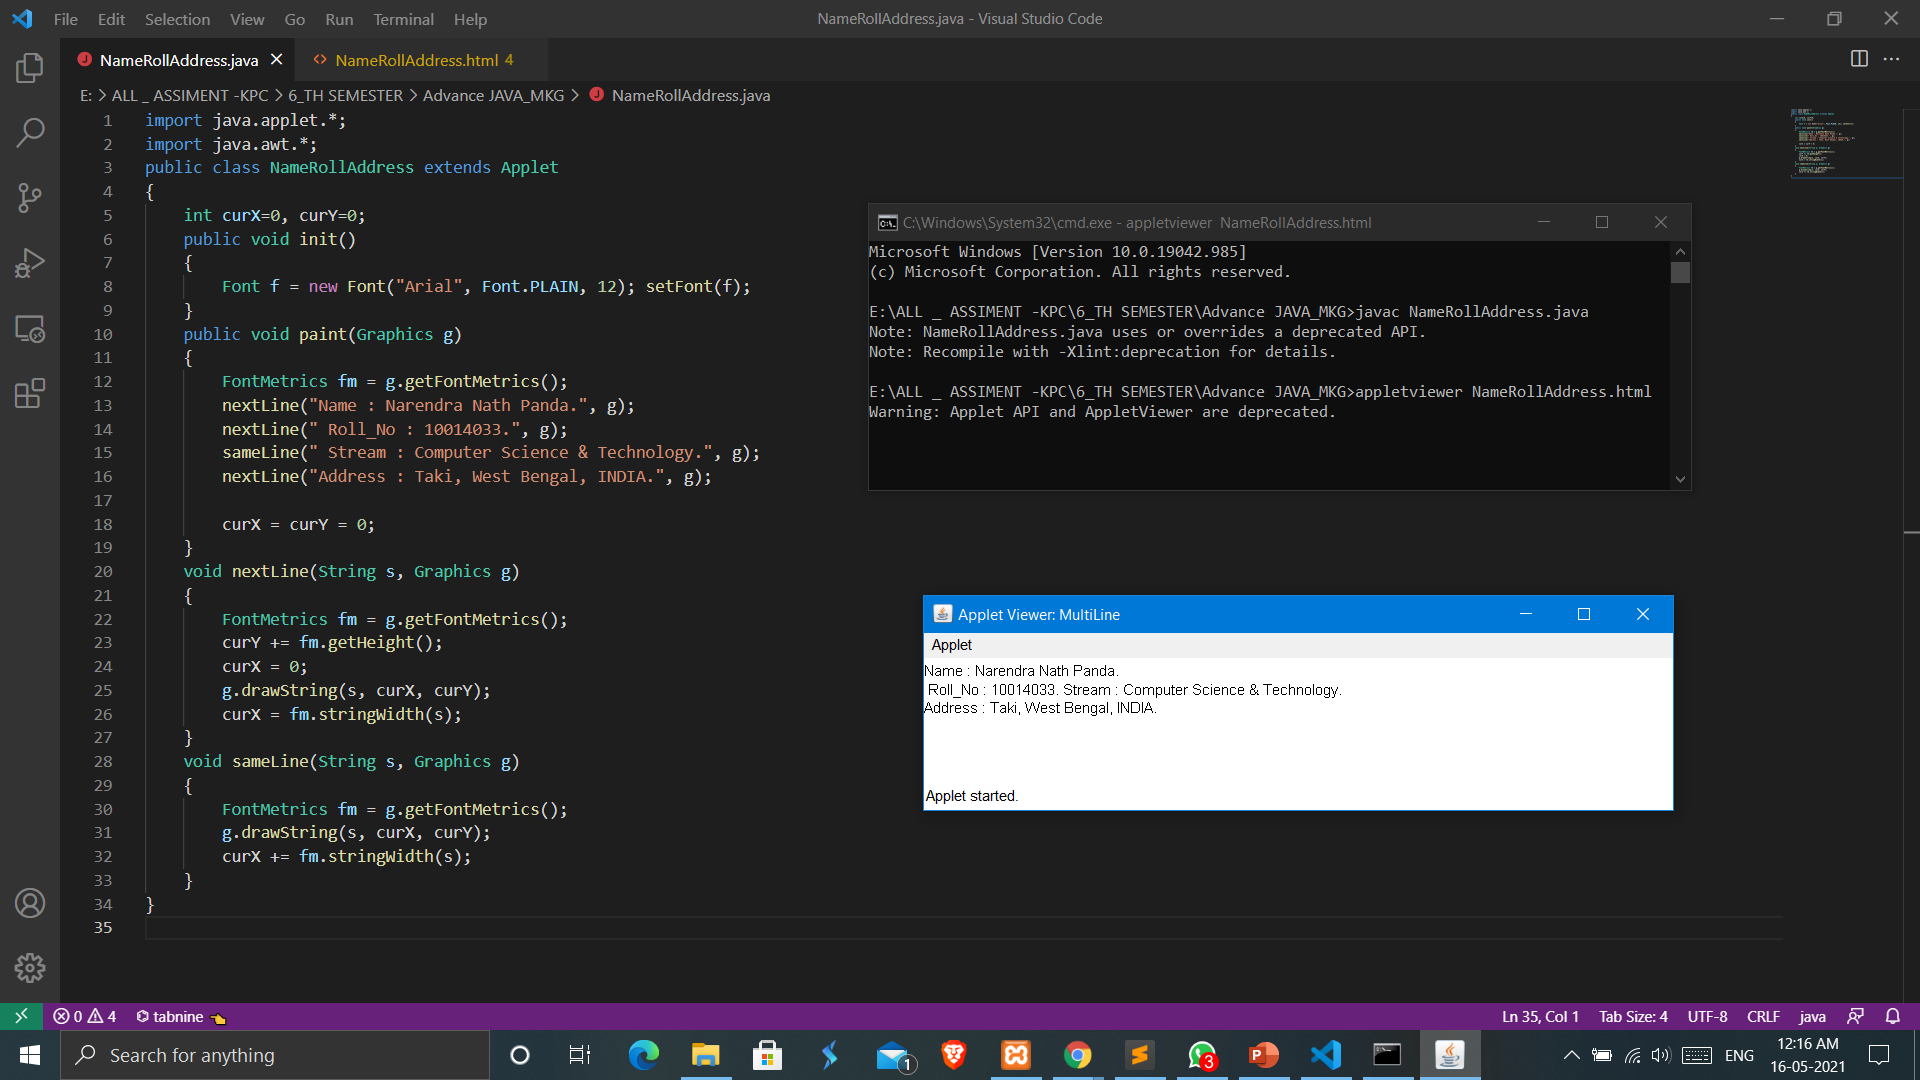 File Edit Selection View Go Run Terminal Help
NameRollAddress.java - Visual Studio Code
NameRollAddress.java
NameRollAddress.html 4
E: > ALL _ ASSIMENT -KPC > 6_TH SEMESTER > Advance JAVA_MKG > NameRollAddress.java
1 import java.applet.*;
2 import java.awt.*;
3 public class NameRollAddress extends Applet
4 {
5 int curX=0, curY=0;
6 public void init()
7 {
8 Font f = new Font("Arial", Font.PLAIN, 12); setFont(f);
9 }
10 public void paint(Graphics g)
11 {
12 FontMetrics fm = g.getFontMetrics();
13 nextLine("Name : Narendra Nath Panda.", g);
14 nextLine(" Roll_No : 10014033.", g);
15 sameLine(" Stream : Computer Science & Technology.", g);
16 nextLine("Address : Taki, West Bengal, INDIA.", g);
17
18 curX = curY = 0;
19 }
20 void nextLine(String s, Graphics g)
21 {
22 FontMetrics fm = g.getFontMetrics();
23 curY += fm.getHeight();
24 curX = 0;
25 g.drawString(s, curX, curY);
26 curX = fm.stringWidth(s);
27 }
28 void sameLine(String s, Graphics g)
29 {
30 FontMetrics fm = g.getFontMetrics();
31 g.drawString(s, curX, curY);
32 curX += fm.stringWidth(s);
33 }
34 }
35
C:\Windows\System32\cmd.exe - appletviewer NameRollAddress.html
Microsoft Windows [Version 10.0.19042.985]
(c) Microsoft Corporation. All rights reserved.
E:\ALL _ ASSIMENT -KPC\6_TH SEMESTER\Advance JAVA_MKG>javac NameRollAddress.java
Note: NameRollAddress.java uses or overrides a deprecated API.
Note: Recompile with -Xlint:deprecation for details.
E:\ALL _ ASSIMENT -KPC\6_TH SEMESTER\Advance JAVA_MKG>appletviewer NameRollAddress.html
Warning: Applet API and AppletViewer are deprecated.
Applet Viewer: MultiLine
Applet
Name : Narendra Nath Panda.
Roll_No : 10014033. Stream : Computer Science & Technology.
Address : Taki, West Bengal, INDIA.
Applet started.
0 4 tabnine
Ln 35, Col 1 Tab Size: 4 UTF-8 CRLF java
Search for anything
1
3
ENG
12:16 AM
16-05-2021